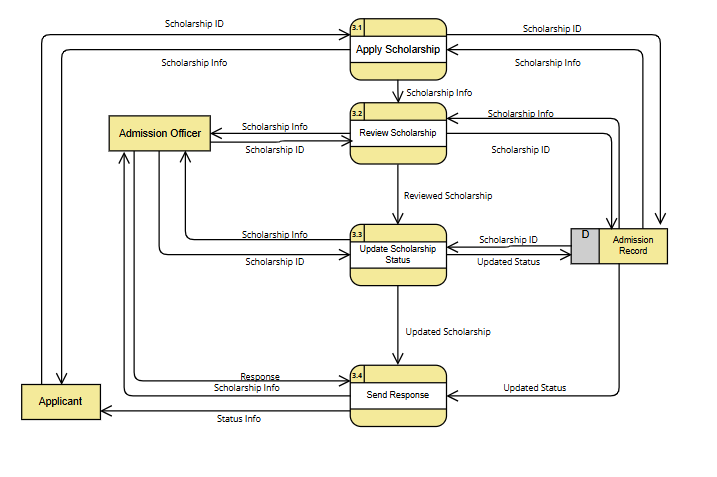 Scholarship ID
3.1
Scholarship ID
Apply Scholarship
Scholarship Info
Scholarship Info
Scholarship Info
3.2
Scholarship Info
Admission Officer
Scholarship Info
Review Scholarship
Scholarship ID
Scholarship ID
Reviewed Scholarship
3.3
Scholarship Info
D
Scholarship ID
Admission
Record
Update Scholarship
Status
Scholarship ID
Updated Status
Updated Scholarship
3.4
Response
Scholarship Info
Updated Status
Send Response
Applicant
Status Info